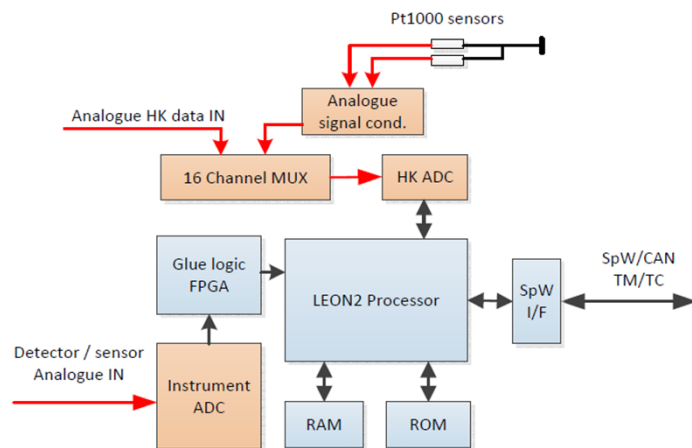 Pt1000 sensors
Analogue HK data IN
Analogue
signal cond.
16 Channel MUX
HK ADC
Glue logic
FPGA
LEON2 Processor
SpW
I/F
SpW/CAN
TM/TC
Detector / sensor
Analogue IN
Instrument
ADC
RAM
ROM